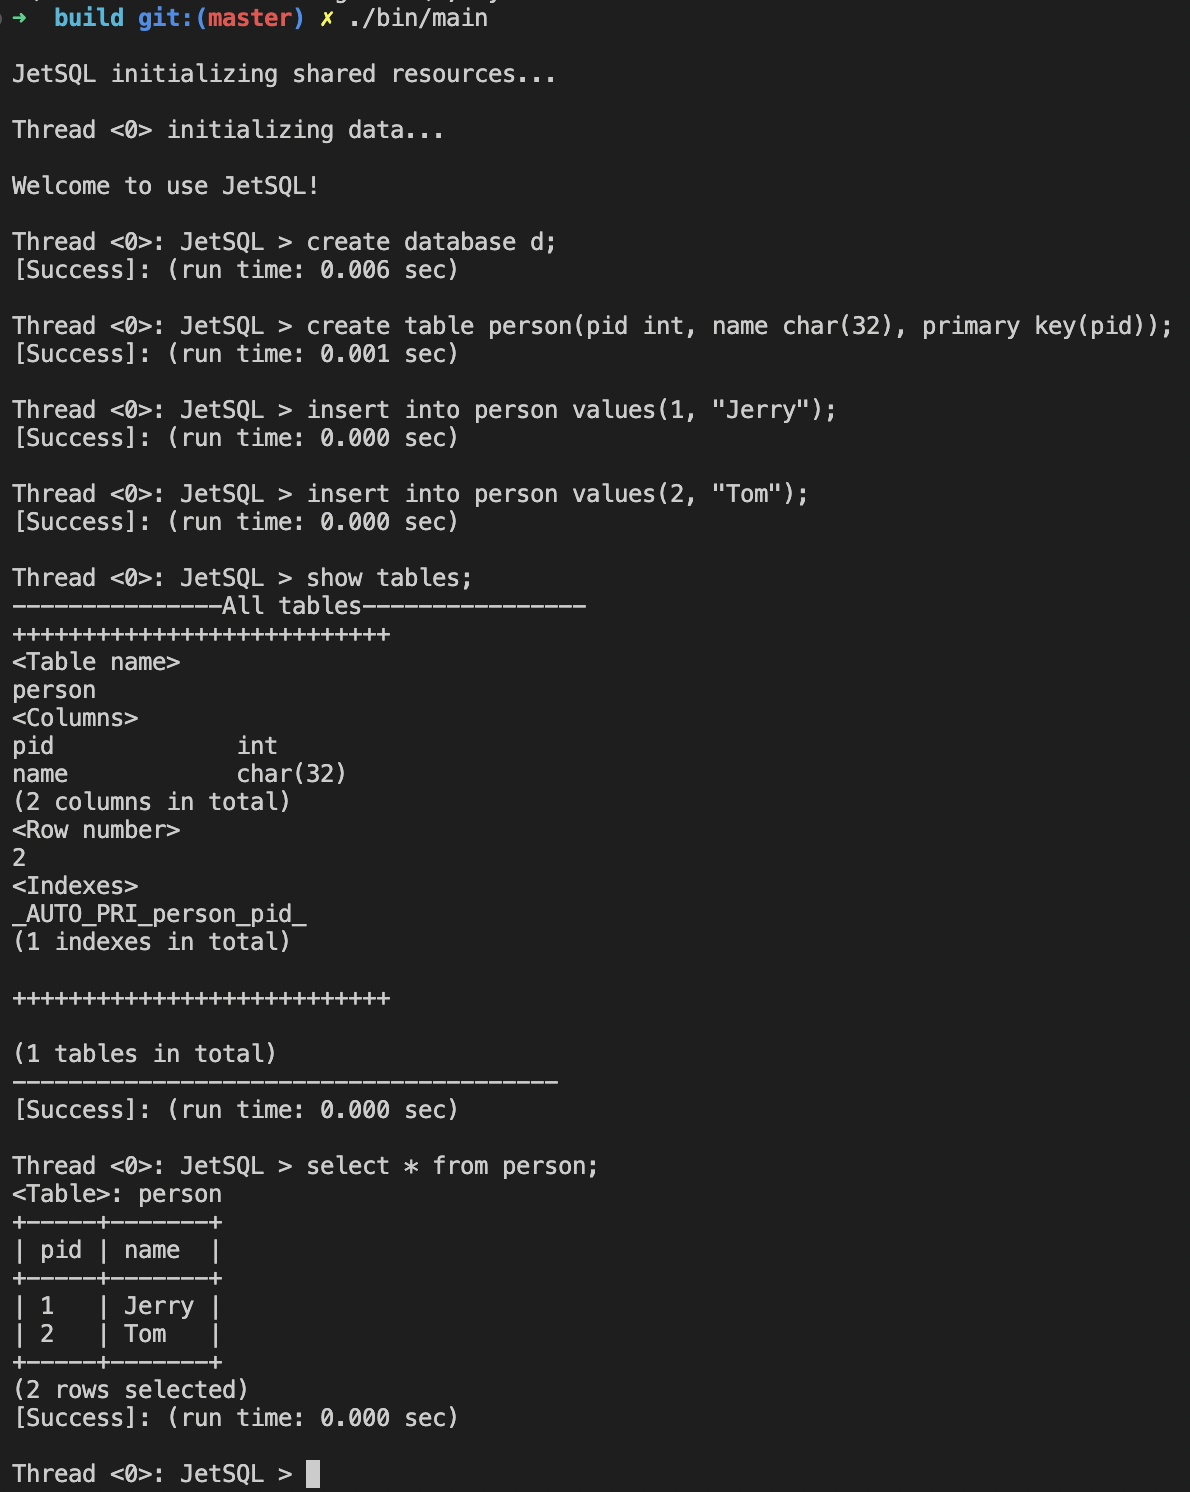 ➜  build git:(master) ✗ ./bin/main
JetSQL initializing shared resources...
Thread <0> initializing data...
Welcome to use JetSQL!
Thread <0>: JetSQL > create database d;
[Success]: (run time: 0.006 sec)
Thread <0>: JetSQL > create table person(pid int, name char(32), primary key(pid));
[Success]: (run time: 0.001 sec)
Thread <0>: JetSQL > insert into person values(1, "Jerry");
[Success]: (run time: 0.000 sec)
Thread <0>: JetSQL > insert into person values(2, "Tom");
[Success]: (run time: 0.000 sec)
Thread <0>: JetSQL > show tables;
---------------All tables----------------
+++++++++++++++++++++++++++
<Table name>
person
<Columns>
pid             int
name            char(32)
(2 columns in total)
<Row number>
2
<Indexes>
_AUTO_PRI_person_pid_
(1 indexes in total)
+++++++++++++++++++++++++++
(1 tables in total)
---------------------------------------
[Success]: (run time: 0.000 sec)
Thread <0>: JetSQL > select * from person;
<Table>: person
+-----+-------+
| pid | name  |
+-----+-------+
| 1   | Jerry |
| 2   | Tom   |
+-----+-------+
(2 rows selected)
[Success]: (run time: 0.000 sec)
Thread <0>: JetSQL >